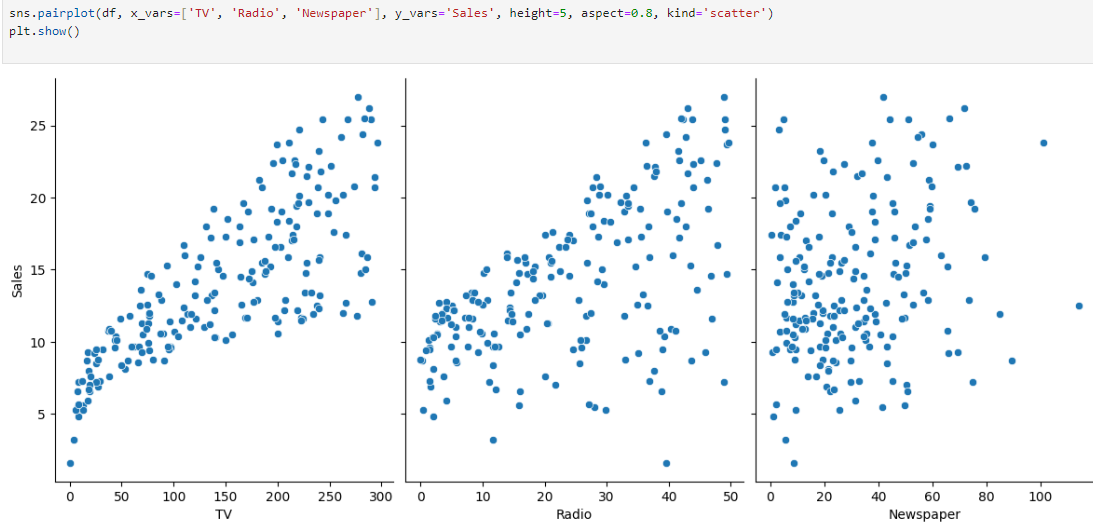 sns.pairplot(df, x_vars=['TV', 'Radio', 'Newspaper'], y_vars='Sales', height=5, aspect=0.8, kind='scatter')
plt.show()
25
20
15
10
5
Sales
0 50 100 150 200 250 300
TV
0 10 20 30 40 50
Radio
0 20 40 60 80 100
Newspaper